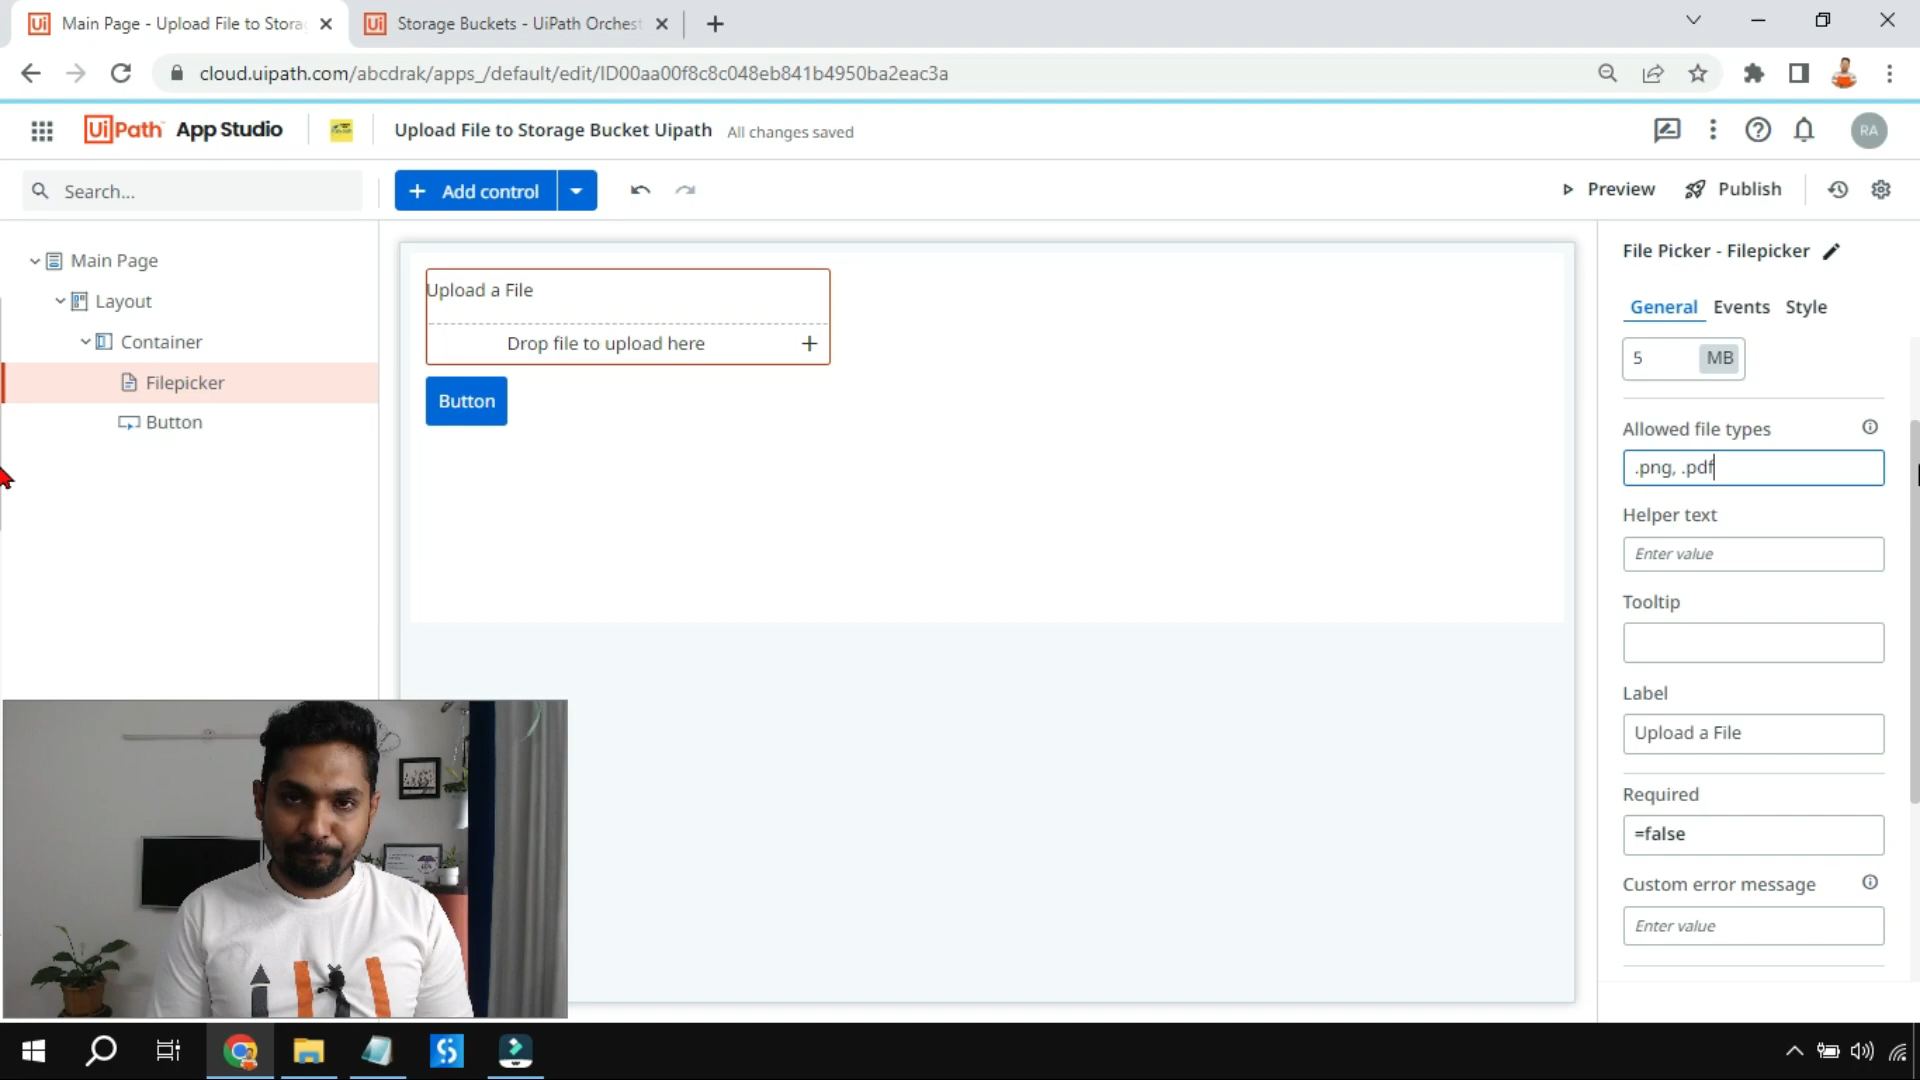 Main Page - Upload File to Stora
Storage Buckets - UiPath Orchest
cloud.uipath.com/abcdrak/apps_/default/edit/ID00aa00f8c8c048eb841b4950ba2eac3a
UiPath App Studio
Upload File to Storage Bucket Uipath
All changes saved
RA
Search...
Add control
Preview
Publish
Main Page
Layout
Container
Filepicker
Button
Upload a File
Drop file to upload here
Button
File Picker - Filepicker
General
Events
Style
5
MB
Allowed file types
.png, .pdf
Helper text
Enter value
Tooltip
Label
Upload a File
Required
=false
Custom error message
Enter value